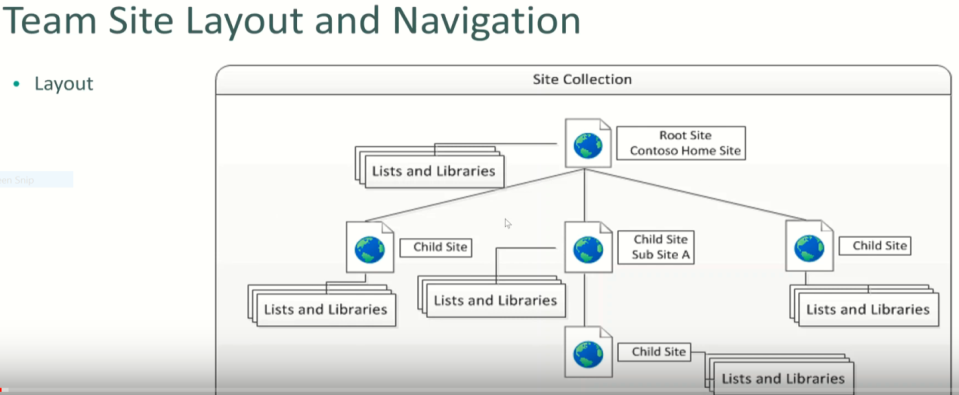 Team Site Layout and Navigation
• Layout
Site Collection
Root Site
Contoso Home Site
Lists and Libraries
Child Site
Child Site
Sub Site A
Child Site
Lists and Libraries
Lists and Libraries
Lists and Libraries
Child Site
Lists and Libraries